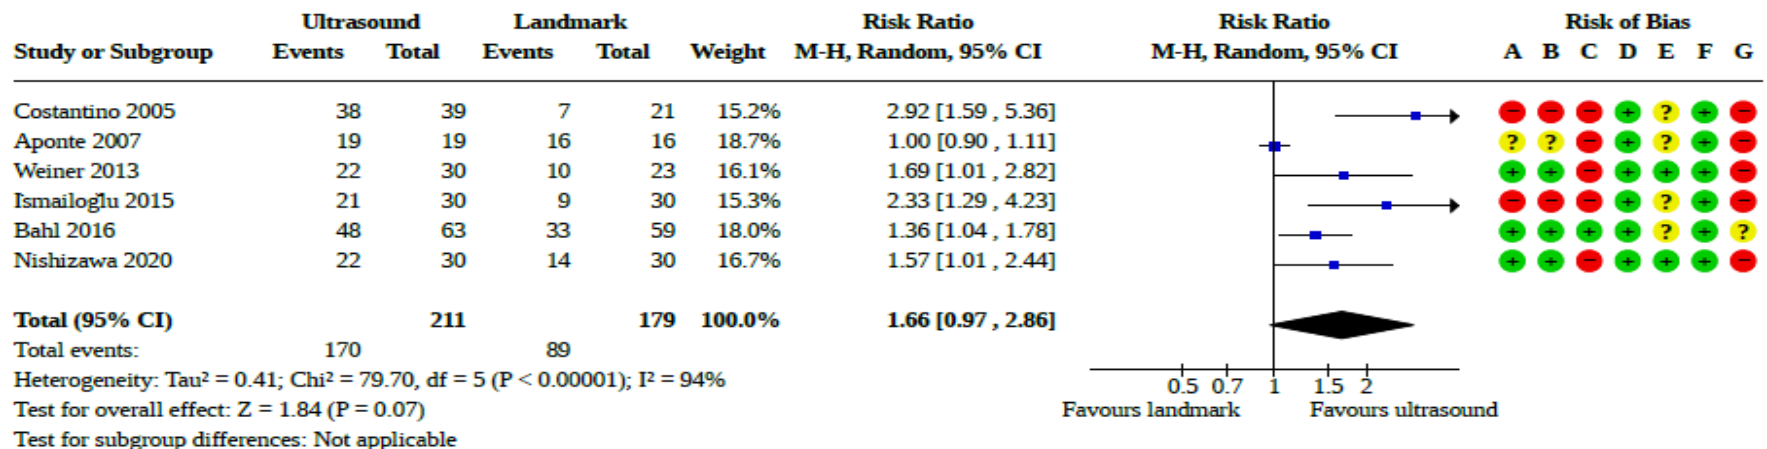 Ultrasound Landmark Risk Ratio Risk Ratio Risk of Bias
Study or Subgroup Events Total Events Total Weight M-H, Random, 95% CI M-H, Random, 95% CI A B C D E F G
Costantino 2005 38 39 7 21 15.2% 2.92 [1.59 , 5.36] − − − + ? + −
Aponte 2007 19 19 16 16 18.7% 1.00 [0.90 , 1.11] ? ? − + ? + −
Weiner 2013 22 30 10 23 16.1% 1.69 [1.01 , 2.82] + + − + + + −
İsmailoğlu 2015 21 30 9 30 15.3% 2.33 [1.29 , 4.23] − − − + ? + −
Bahl 2016 48 63 33 59 18.0% 1.36 [1.04 , 1.78] + + + + ? + ?
Nishizawa 2020 22 30 14 30 16.7% 1.57 [1.01 , 2.44] + + − + + + −
Total (95% CI) 211 179 100.0% 1.66 [0.97 , 2.86]
Total events: 170 89
Heterogeneity: Tau² = 0.41; Chi² = 79.70, df = 5 (P < 0.00001); I² = 94%
0.5 0.7 1 1.5 2
Test for overall effect: Z = 1.84 (P = 0.07) Favours landmark Favours ultrasound
Test for subgroup differences: Not applicable